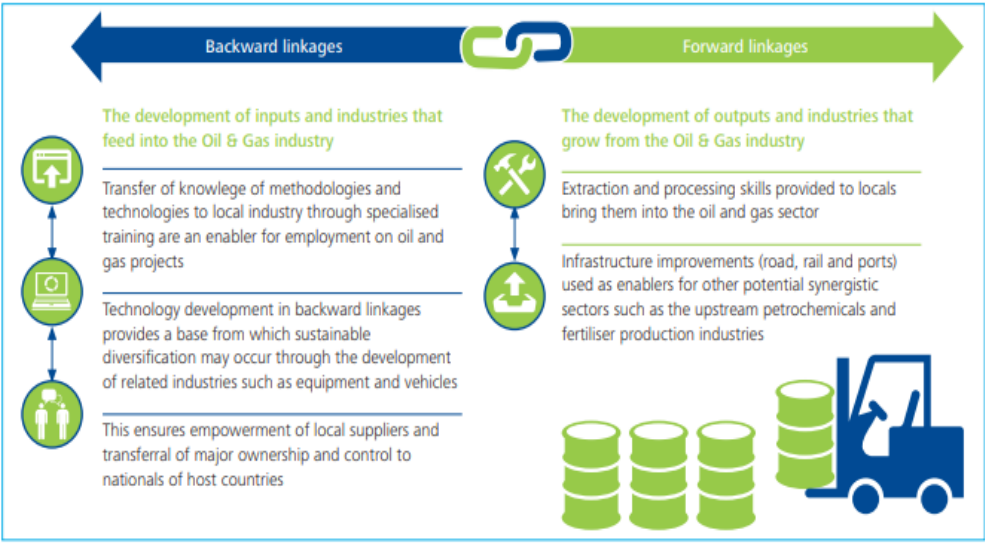 Backward linkages
Forward linkages
The development of inputs and industries that
feed into the Oil & Gas industry
Transfer of knowlege of methodologies and
technologies to local industry through specialised
training are an enabler for employment on oil and
gas projects
Technology development in backward linkages
provides a base from which sustainable
diversification may occur through the development
of related industries such as equipment and vehicles
This ensures empowerment of local suppliers and
transferral of major ownership and control to
nationals of host countries
The development of outputs and industries that
grow from the Oil & Gas industry
Extraction and processing skills provided to locals
bring them into the oil and gas sector
Infrastructure improvements (road, rail and ports)
used as enablers for other potential synergistic
sectors such as the upstream petrochemicals and
fertiliser production industries